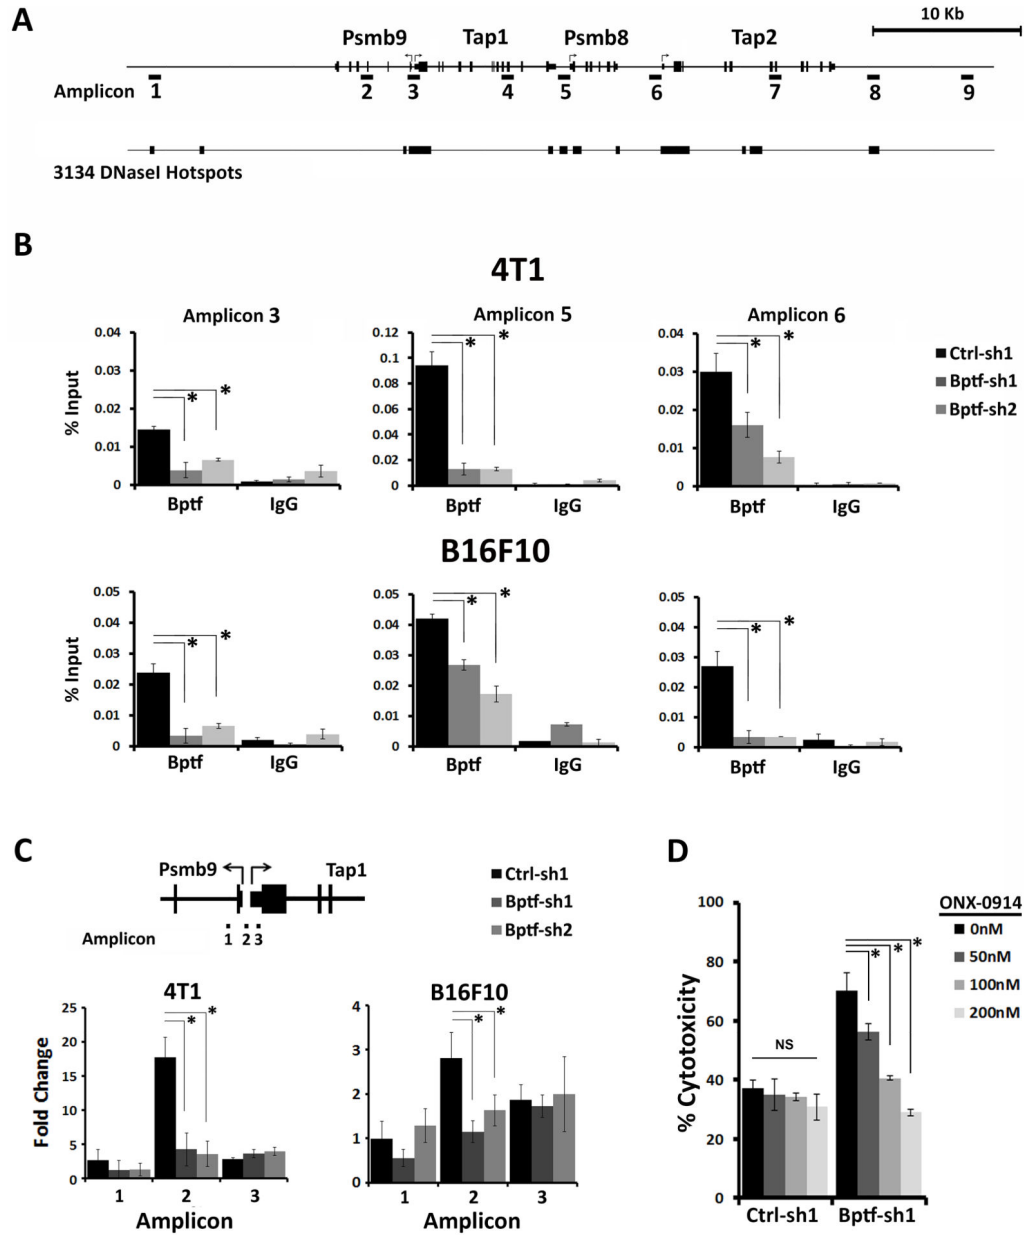 A
10 Kb
Psmb9 Tap1 Psmb8 Tap2
Amplicon 1 2 3 4 5 6 7 8 9
3134 DNaseI Hotspots
B
4T1
Amplicon 3 Amplicon 5 Amplicon 6
% Input
0.04
0.03
0.02
0.01
0
* *
Bptf IgG
0.12
0.1
0.08
0.06
0.04
0.02
0
* *
Bptf IgG
0.04
0.03
0.02
0.01
0
* *
Bptf IgG
Ctrl-sh1
Bptf-sh1
Bptf-sh2
B16F10
% Input
0.05
0.04
0.03
0.02
0.01
0
* *
Bptf IgG
0.05
0.04
0.03
0.02
0.01
0
* *
Bptf IgG
0.05
0.04
0.03
0.02
0.01
0
* *
Bptf IgG
C
Psmb9 Tap1
Amplicon 1 2 3
Ctrl-sh1
Bptf-sh1
Bptf-sh2
4T1
Fold Change
25
20
15
10
5
0
* *
1 2 3
Amplicon
B16F10
4
3
2
1
0
* *
1 2 3
Amplicon
D
% Cytotoxicity
100
80
60
40
20
0
NS
* * *
Ctrl-sh1 Bptf-sh1
ONX-0914
0nM
50nM
100nM
200nM